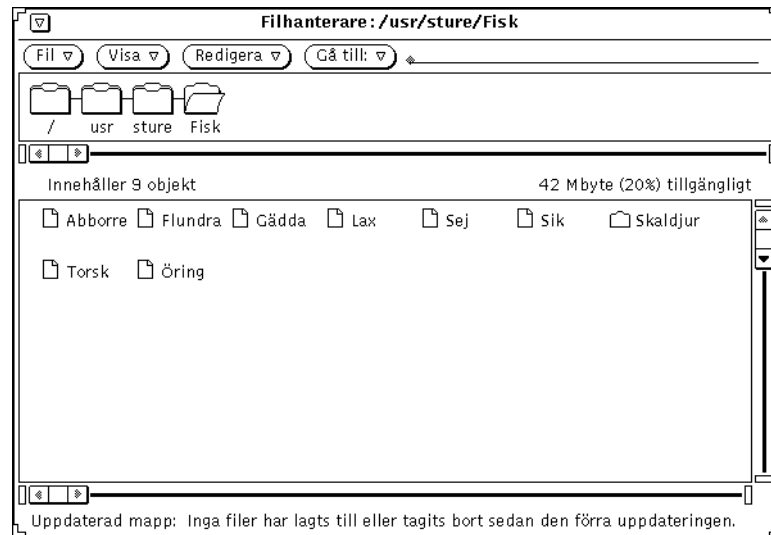 Filhanterare:/usr/sture/Fisk
Fil Visa Redigera Gå till:
/ usr sture Fisk
Innehåller 9 objekt 42 Mbyte (20%) tillgängligt
Abborre Flundra Gädda Lax Sej Sik Skaldjur
Torsk Öring
Uppdaterad mapp: Inga filer har lagts till eller tagits bort sedan den förra uppdateringen.